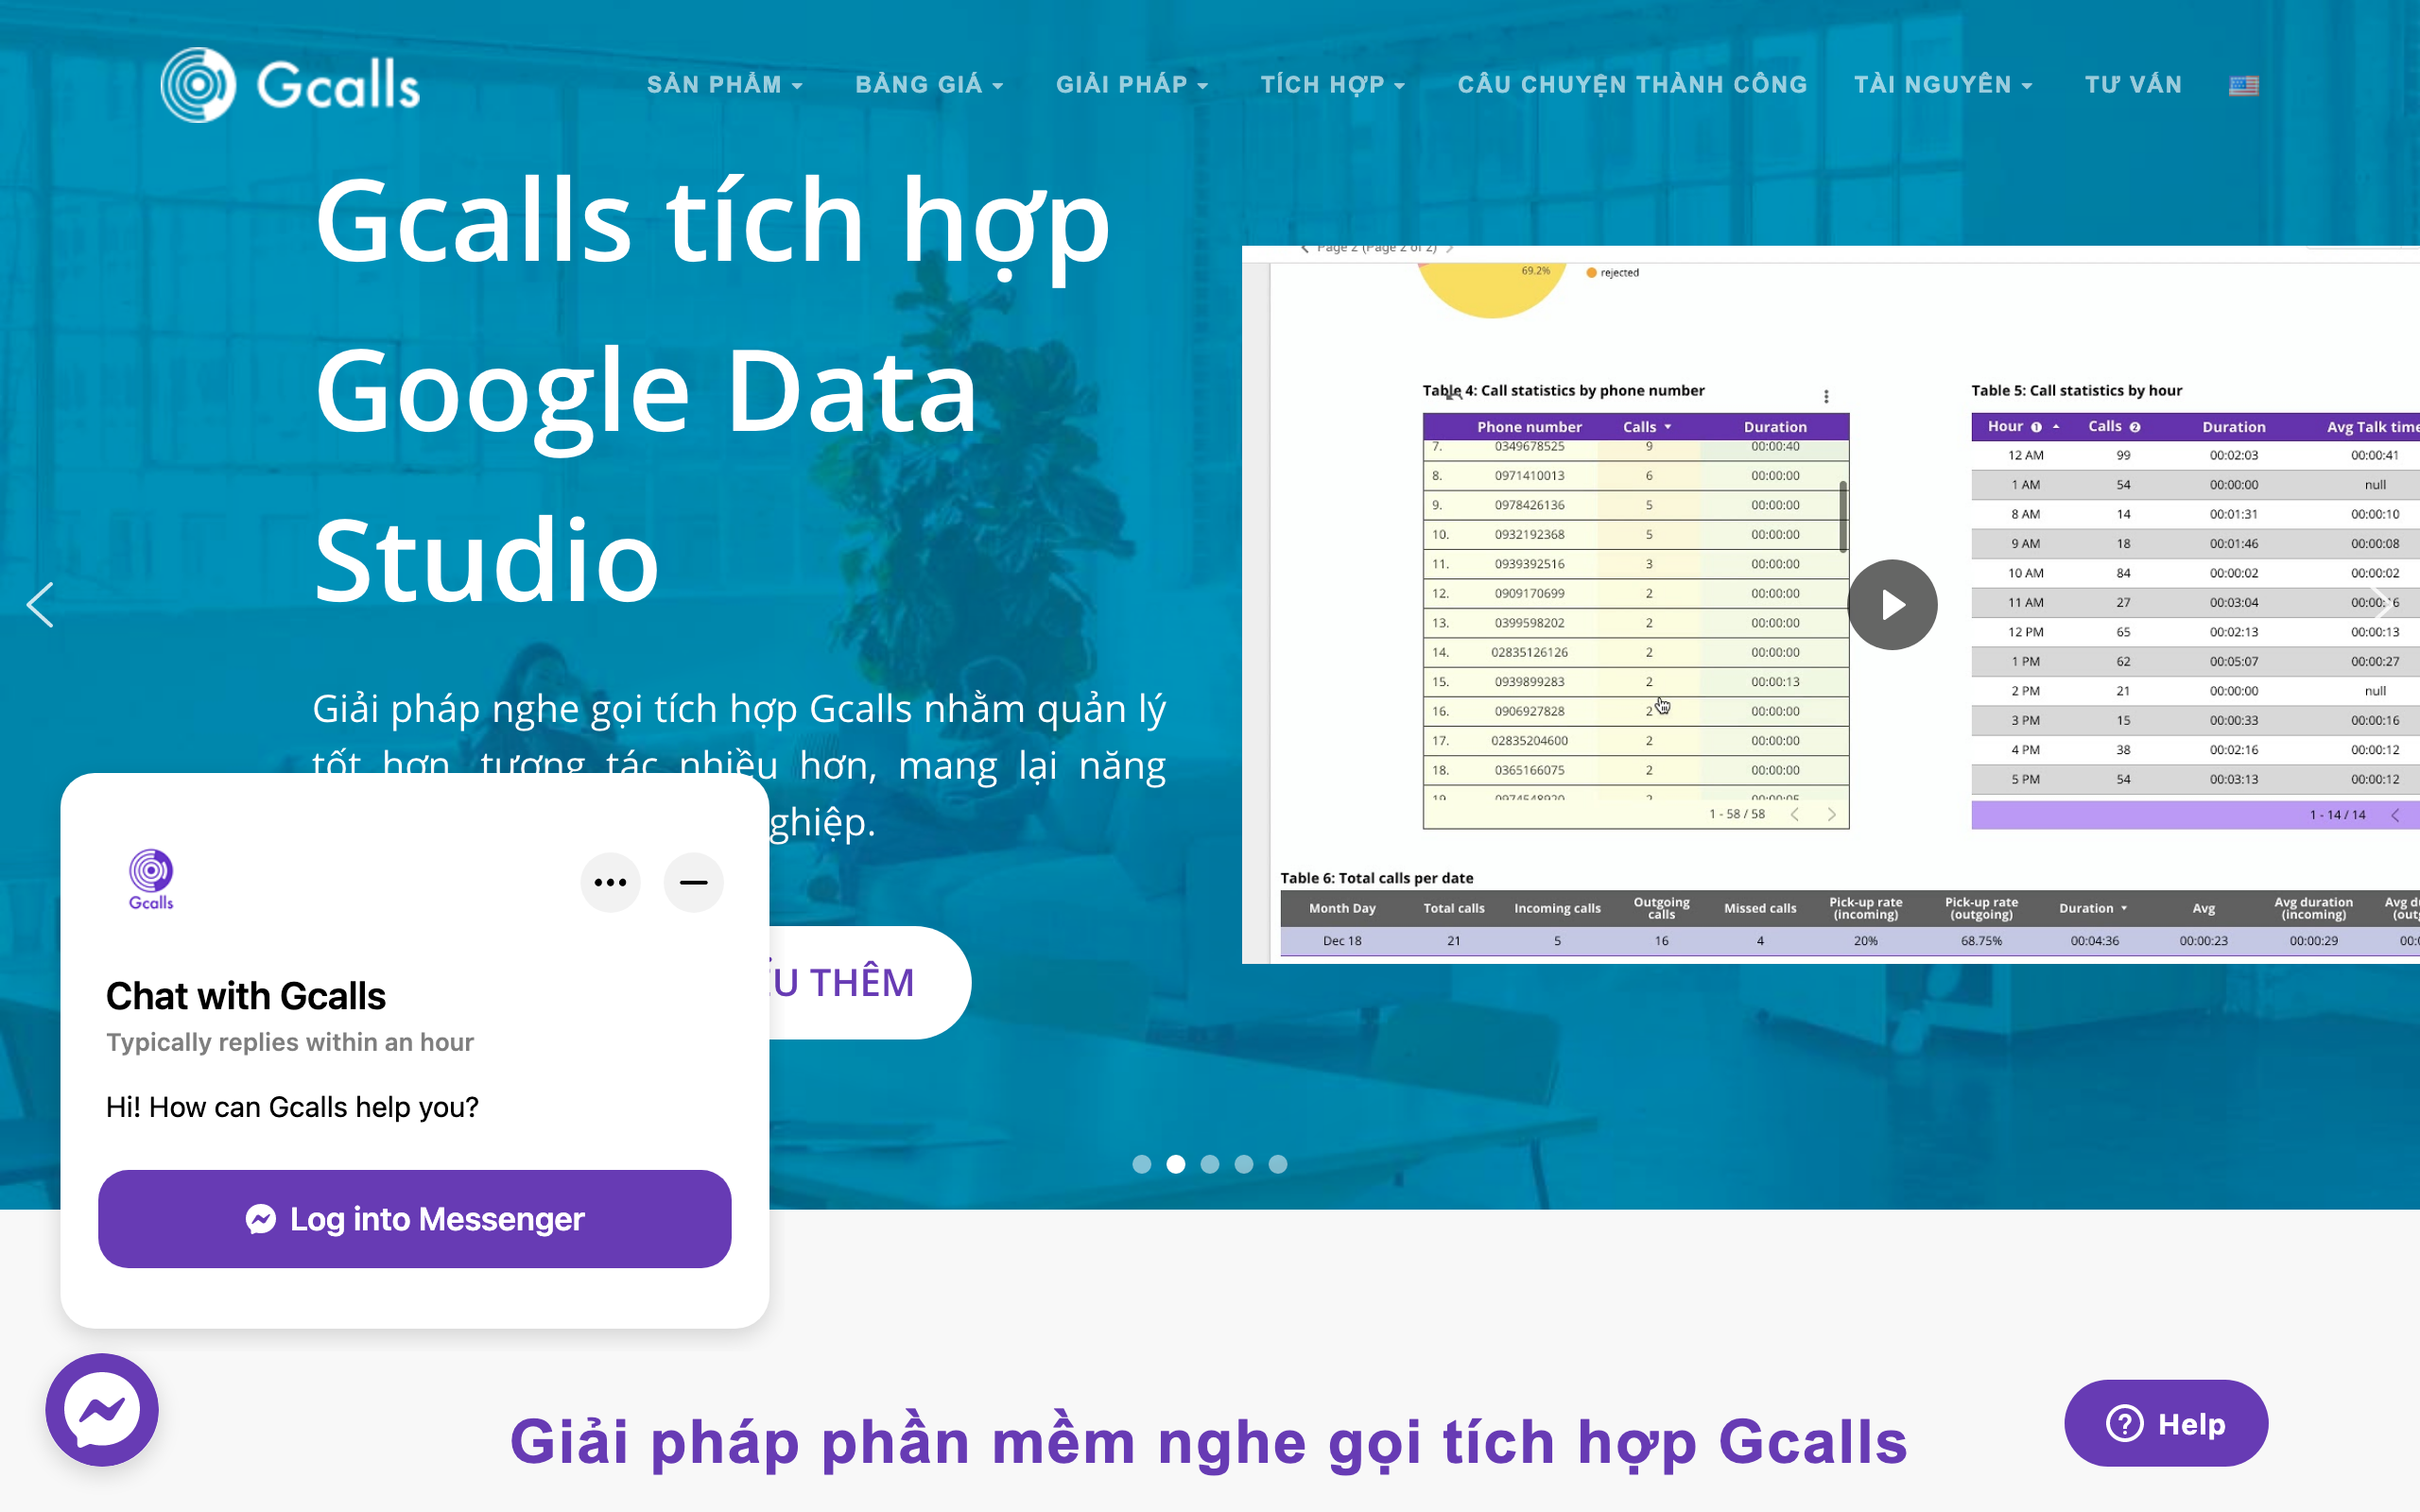 Gcalls
SẢN PHẨM
BẢNG GIÁ
GIẢI PHÁP
TÍCH HỢP
CÂU CHUYỆN THÀNH CÔNG
TÀI NGUYÊN
TƯ VẤN
Gcalls tích hợp
Google Data
Studio
Giải pháp nghe gọi tích hợp Gcalls nhằm quản lý
tốt hơn, tương tác nhiều hơn, mang lại năng
ghiệp.
ỂU THÊM
Page 2 (Page 2 of 2)
69.2%
rejected
Table 4: Call statistics by phone number
Phone number Calls Duration
7. 0349678525 9 00:00:40
8. 0971410013 6 00:00:00
9. 0978426136 5 00:00:00
10. 0932192368 5 00:00:00
11. 0939392516 3 00:00:00
12. 0909170699 2 00:00:00
13. 0399598202 2 00:00:00
14. 02835126126 2 00:00:00
15. 0939899283 2 00:00:13
16. 0906927828 2 00:00:00
17. 02835204600 2 00:00:00
18. 0365166075 2 00:00:00
19. 0974548920 2 00:00:05
1 - 58 / 58
Table 5: Call statistics by hour
Hour 1 Calls 2 Duration Avg Talk time
12 AM 99 00:02:03 00:00:41
1 AM 54 00:00:00 null
8 AM 14 00:01:31 00:00:10
9 AM 18 00:01:46 00:00:08
10 AM 84 00:00:02 00:00:02
11 AM 27 00:03:04 00:00:16
12 PM 65 00:02:13 00:00:13
1 PM 62 00:05:07 00:00:27
2 PM 21 00:00:00 null
3 PM 15 00:00:33 00:00:16
4 PM 38 00:02:16 00:00:12
5 PM 54 00:03:13 00:00:12
1 - 14 / 14
Table 6: Total calls per date
Month Day Total calls Incoming calls Outgoing calls Missed calls Pick-up rate (incoming) Pick-up rate (outgoing) Duration Avg Avg duration (incoming)
Dec 18 21 5 16 4 20% 68.75% 00:04:36 00:00:23 00:00:29
Gcalls
Chat with Gcalls
Typically replies within an hour
Hi! How can Gcalls help you?
Log into Messenger
Giải pháp phần mềm nghe gọi tích hợp Gcalls
Help